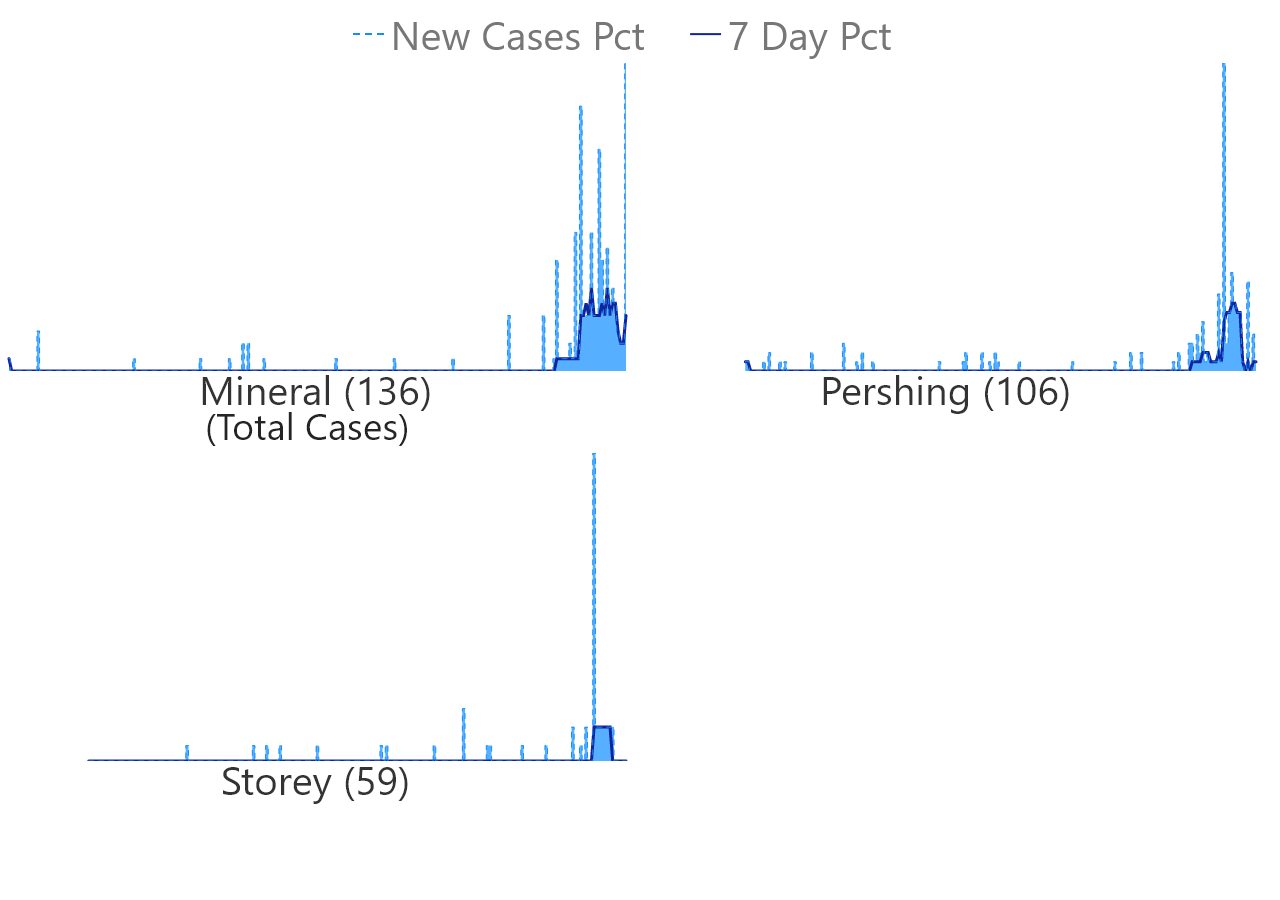 New Cases Pct 7 Day Pct
Mineral (136)
(Total Cases)
Pershing (106)
Storey (59)